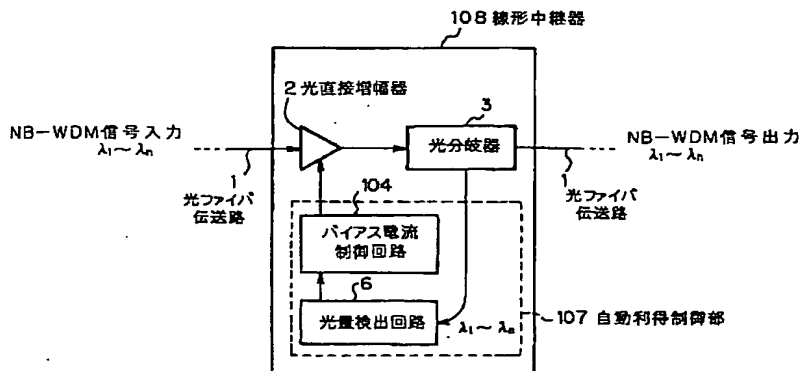 108 線形中継器
2 光直接増幅器
3
光分岐器
NB-WDM信号入力
λ1~λn
NB-WDM信号出力
λ1~λn
1
光ファイバ
伝送路
1
光ファイバ
伝送路
104
バイアス電流
制御回路
6
光量検出回路
λ1~λn
107 自動利得制御部